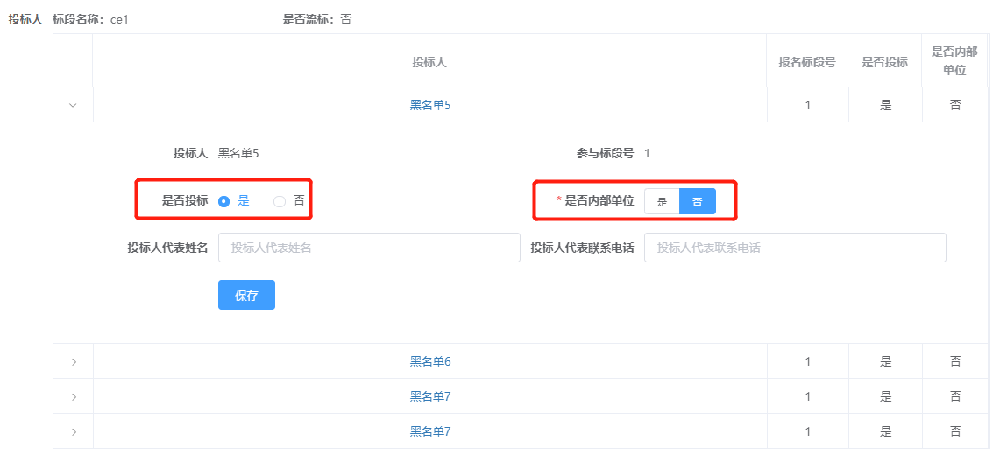 投标人 标段名称: ce1 是否流标: 否
投标人 报名标段号 是否投标 是否内部单位
黑名单5 1 是 否
投标人 黑名单5 参与标段号 1
是否投标 是 否 * 是否内部单位 是 否
投标人代表姓名 投标人代表姓名 投标人代表联系电话 投标人代表联系电话
保存
黑名单6 1 是 否
黑名单7 1 是 否
黑名单7 1 是 否